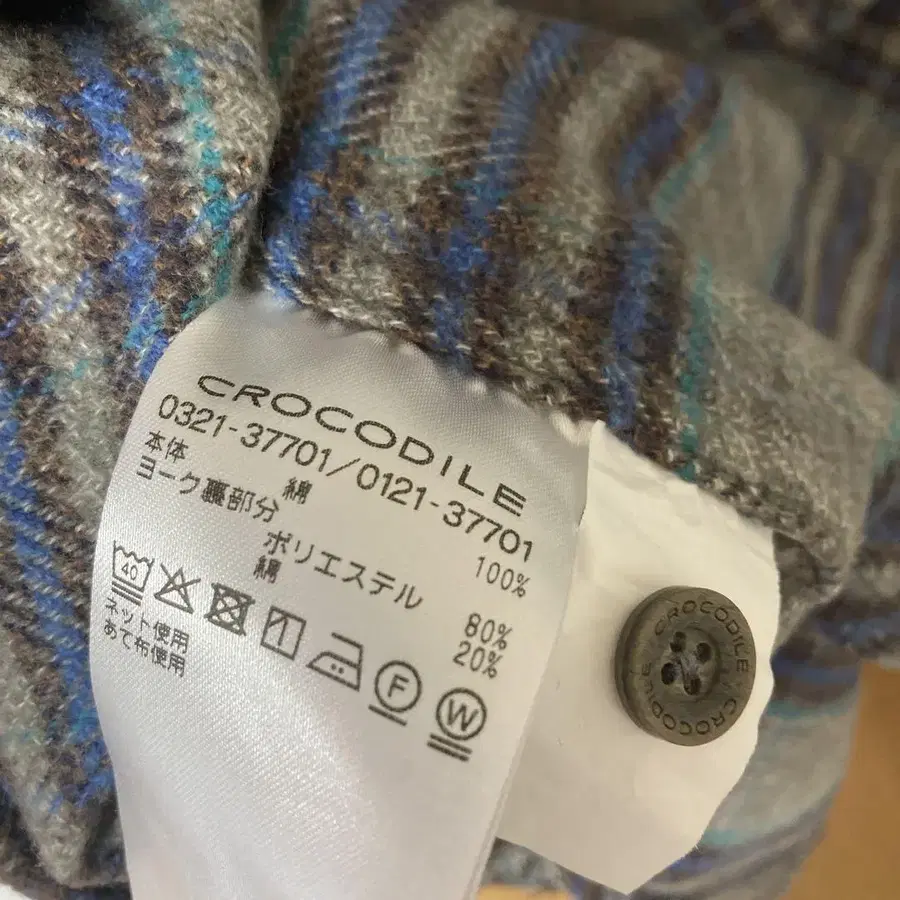 CROCODILE
0321-37701/0121-37701
本体
綿 100%
ヨーク裏部分
ポリエステル 80%
綿 20%
40
ネット使用
あて布使用
F
W
CROCODILE
CROCODILE